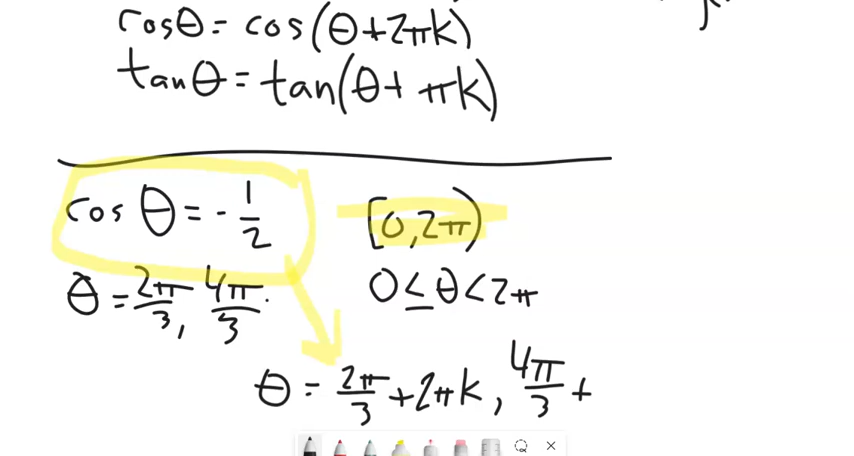 cosθ = cos(θ+2πk)
tanθ = tan(θ+ πk)
cos θ = - 1/2 [0,2π)
θ = 2π/3, 4π/3 0 ≤ θ < 2π
θ = 2π/3 + 2πk, 4π/3 +